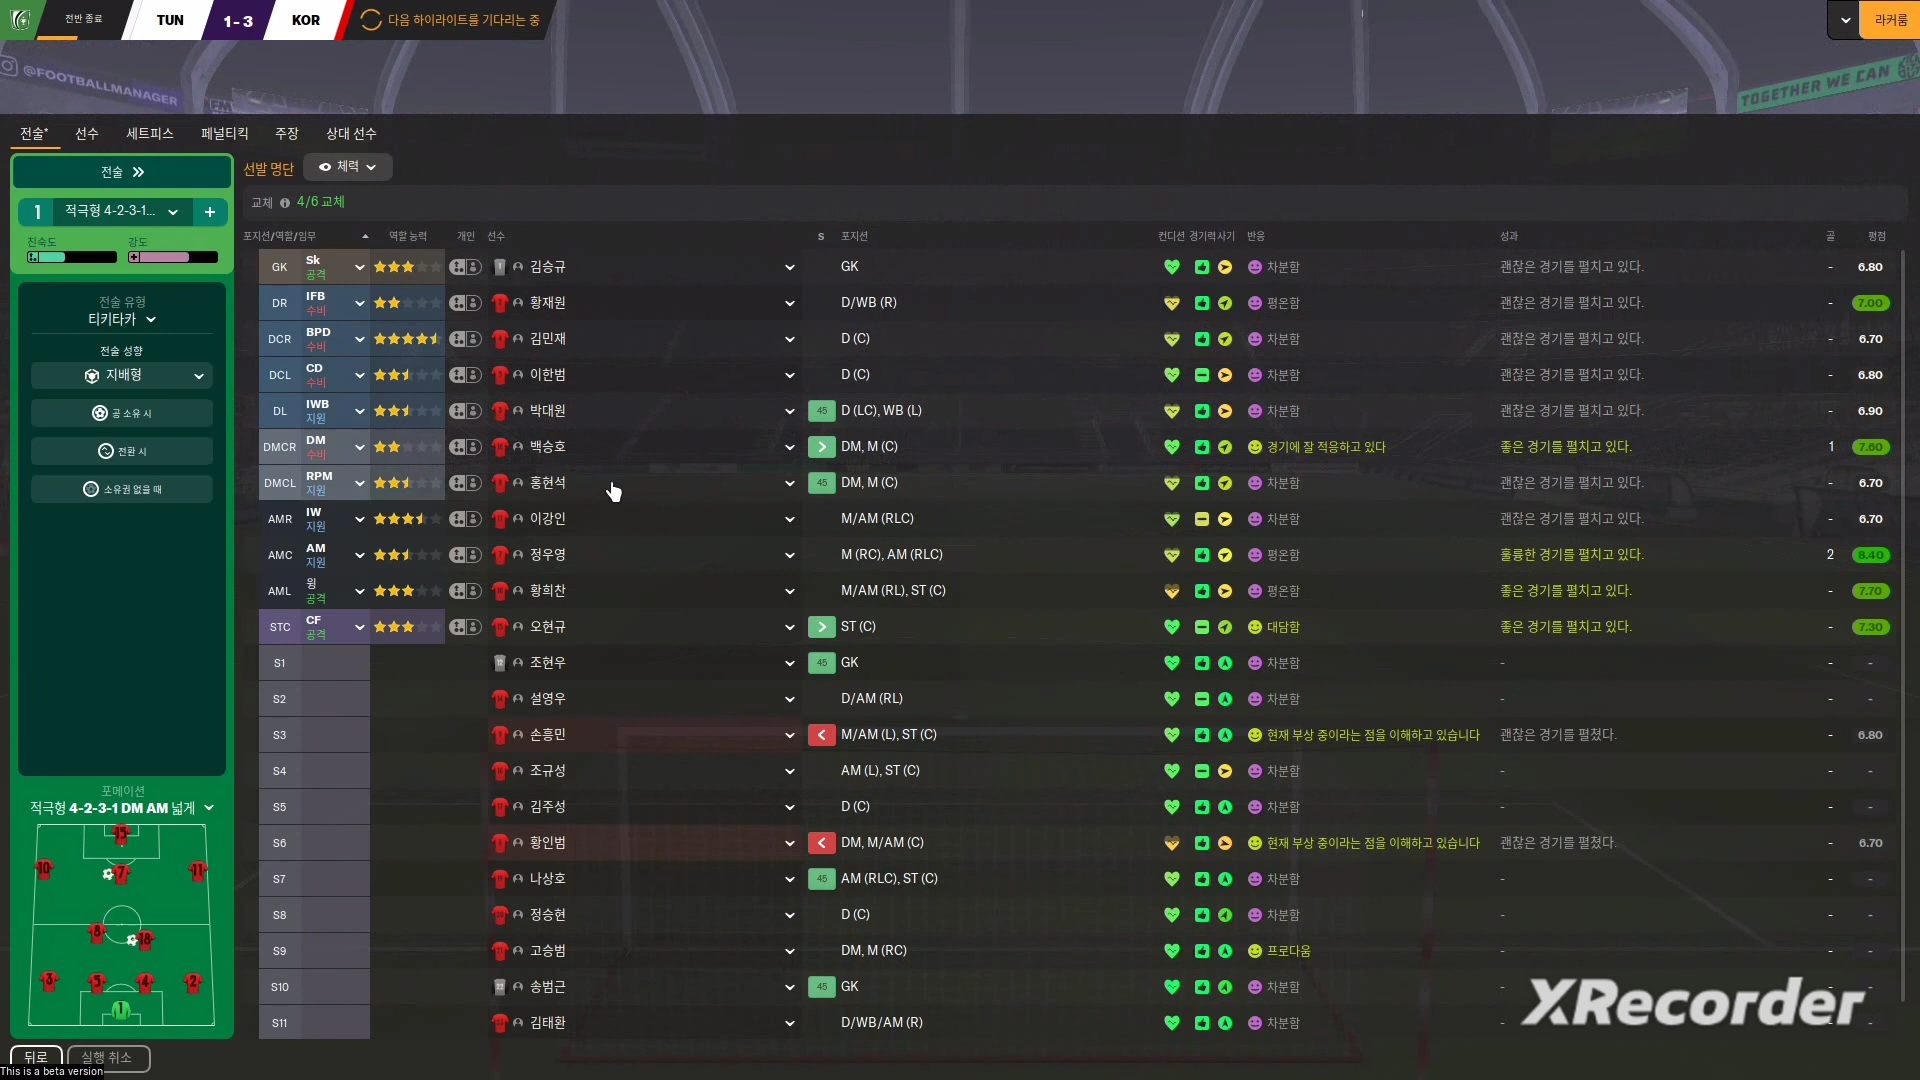 전반 종료
TUN
1 - 3
KOR
다음 하이라이트를 기다리는 중
라커룸
@FOOTBALLMANAGER
FM
TOGETHER WE CAN
전술*
선수
세트피스
페널티킥
주장
상대 선수
전술
선발 명단
체력
교체 4/6 교체
1 적극형 4-2-3-1... +
친숙도
강도
포지션/역할/임무 역할 능력 개인 선수 S 포지션 컨디션 경기력 사기 반응 성과 골 평점
GK Sk 공격 김승규 GK 차분함 괜찮은 경기를 펼치고 있다. - 6.80
DR IFB 수비 황재원 D/WB (R) 평온함 괜찮은 경기를 펼치고 있다. - 7.00
DCR BPD 수비 김민재 D (C) 차분함 괜찮은 경기를 펼치고 있다. - 6.70
DCL CD 수비 이한범 D (C) 차분함 괜찮은 경기를 펼치고 있다. - 6.80
DL IWB 지원 박대원 45 D (LC), WB (L) 차분함 괜찮은 경기를 펼치고 있다. - 6.90
DMCR DM 수비 백승호 DM, M (C) 경기에 잘 적응하고 있다 좋은 경기를 펼치고 있다. 1 7.60
DMCL RPM 지원 홍현석 45 DM, M (C) 차분함 괜찮은 경기를 펼치고 있다. - 6.70
AMR IW 지원 이강인 M/AM (RLC) 차분함 괜찮은 경기를 펼치고 있다. - 6.70
AMC AM 지원 정우영 M (RC), AM (RLC) 평온함 훌륭한 경기를 펼치고 있다. 2 8.40
AML 윙 공격 황희찬 M/AM (RL), ST (C) 평온함 좋은 경기를 펼치고 있다. - 7.70
STC CF 공격 오현규 ST (C) 대담함 좋은 경기를 펼치고 있다. - 7.30
S1 조현우 45 GK 차분함 - - -
S2 설영우 D/AM (RL) 차분함 - - -
S3 손흥민 M/AM (L), ST (C) 현재 부상 중이라는 점을 이해하고 있습니다 괜찮은 경기를 펼쳤다. - 6.80
S4 조규성 AM (L), ST (C) 차분함 - - -
S5 김주성 D (C) 차분함 - - -
S6 황인범 DM, M/AM (C) 현재 부상 중이라는 점을 이해하고 있습니다 괜찮은 경기를 펼쳤다. - 6.70
S7 나상호 45 AM (RLC), ST (C) 차분함 - - -
S8 정승현 D (C) 차분함 - - -
S9 고승범 DM, M (RC) 프로다움 - - -
S10 송범근 45 GK 차분함 -
S11 김태환 D/WB/AM (R) 차분함 - -
전술 유형
티키타카
전술 성향
지배형
공 소유 시
전환 시
소유권 없을 때
포메이션
적극형 4-2-3-1 DM AM 넓게
15
10 7 11
8 18
3 5 4 2
1
뒤로
실행 취소
This is a beta version
XRecorder